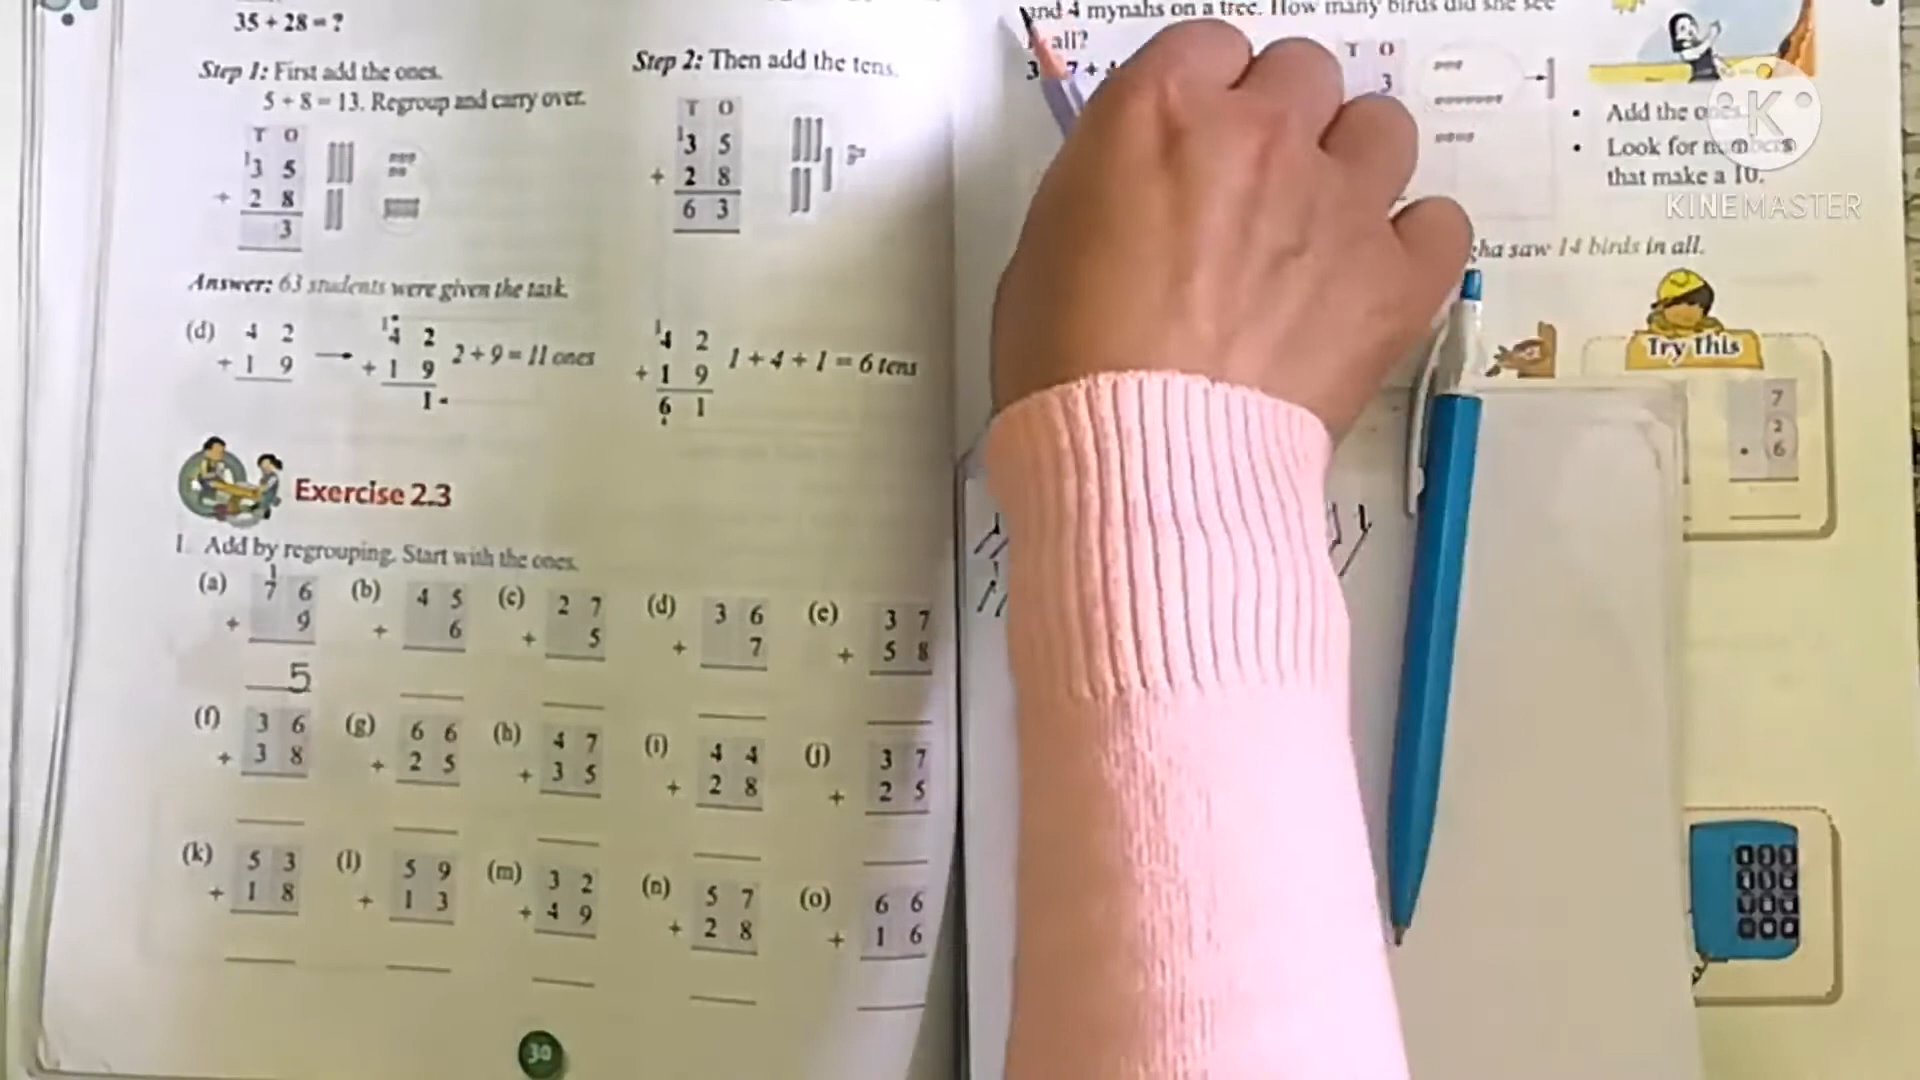 35 + 28 = ?
Step 1: First add the ones.
5 + 8 = 13. Regroup and carry over.
T O
1
3 5
+ 2 8
3
Step 2: Then add the tens.
T O
1
3 5
+ 2 8
6 3
Answer: 63 students were given the task.
(d) 4 2
+ 1 9
1
4 2
+ 1 9
1
2 + 9 = 11 ones
1
4 2
+ 1 9
6 1
1 + 4 + 1 = 6 tens
Exercise 2.3
1. Add by regrouping. Start with the ones.
(a) 1
7 6
+ 9
5
(b) 4 5
+ 6
(c) 2 7
+ 5
(d) 3 6
+ 7
(e) 3 7
+ 5 8
(f) 3 6
+ 3 8
(g) 6 6
+ 2 5
(h) 4 7
+ 3 5
(i) 4 4
+ 2 8
(j) 3 7
+ 2 5
(k) 5 3
+ 1 8
(l) 5 9
+ 1 3
(m) 3 2
+ 4 9
(n) 5 7
+ 2 8
(o) 6 6
+ 1 6
30
and 4 mynahs on a tree. How many birds did she see
all?
3 7 +
T O
3
• Add the
• Look for numbers
that make a 10.
K
KINEMASTER
saw 14 birds in all.
Try This
7
2
6